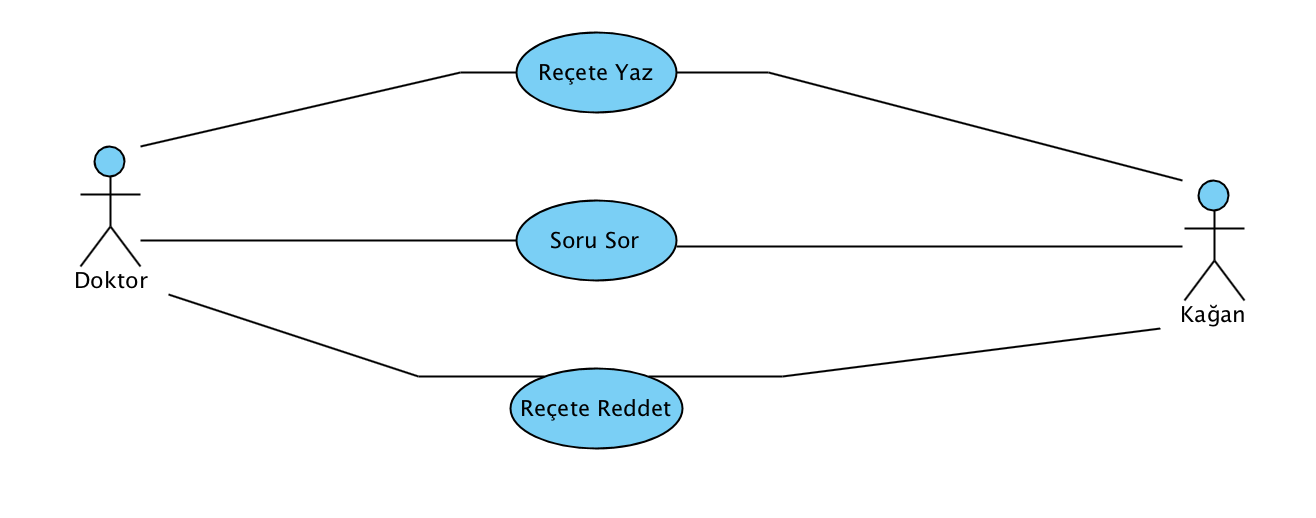 Reçete Yaz
Soru Sor
Doktor
Kağan
Reçete Reddet